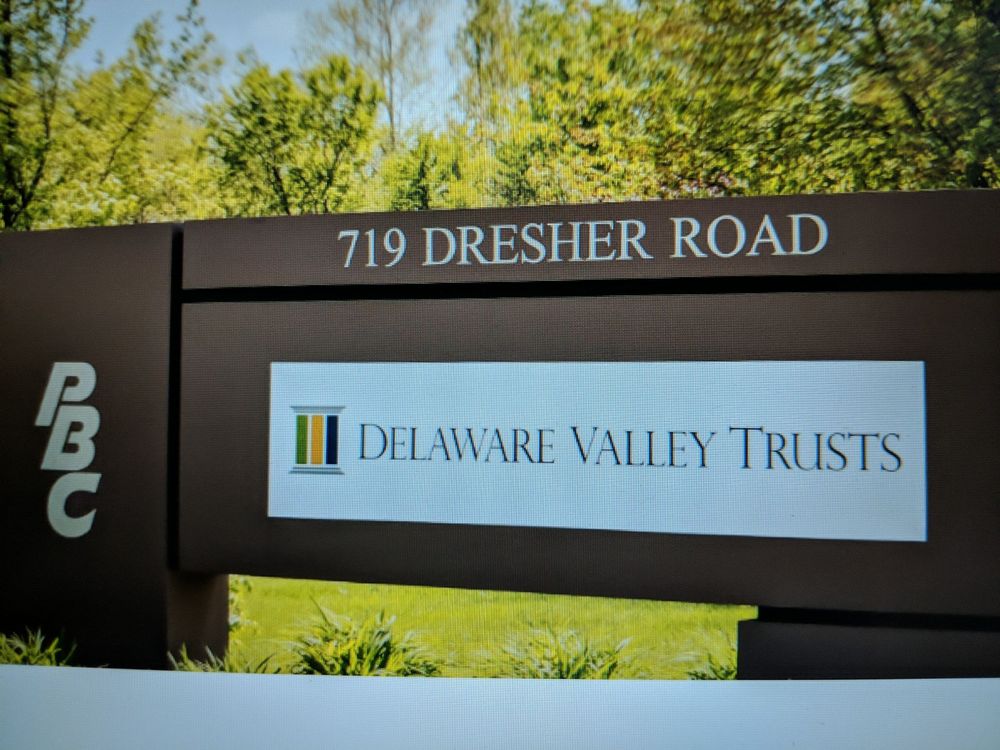 719 DRESHER ROAD
PBC
DELAWARE VALLEY TRUSTS